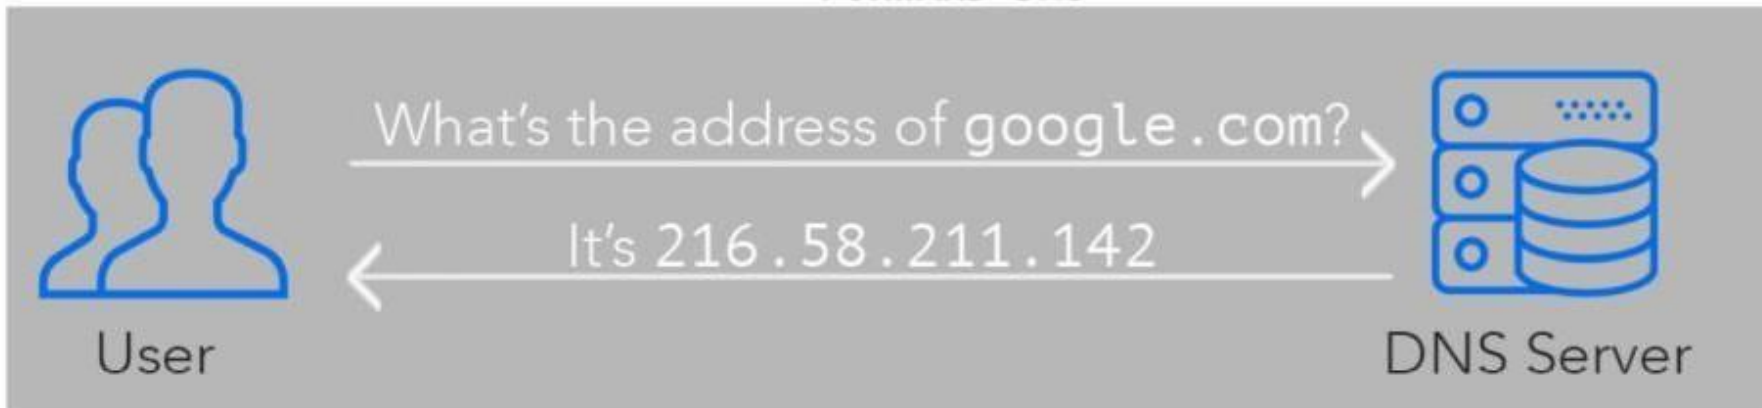 What's the address of google.com?
It's 216.58.211.142
User
DNS Server